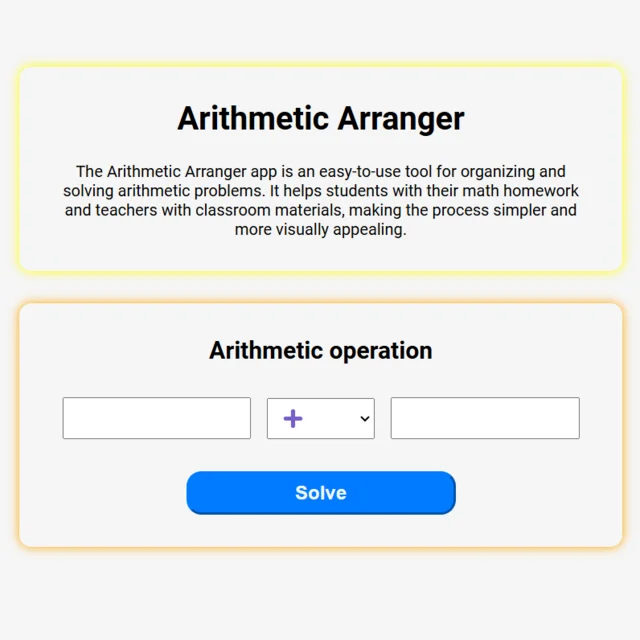 Arithmetic Arranger
The Arithmetic Arranger app is an easy-to-use tool for organizing and
solving arithmetic problems. It helps students with their math homework
and teachers with classroom materials, making the process simpler and
more visually appealing.
Arithmetic operation
➕
Solve